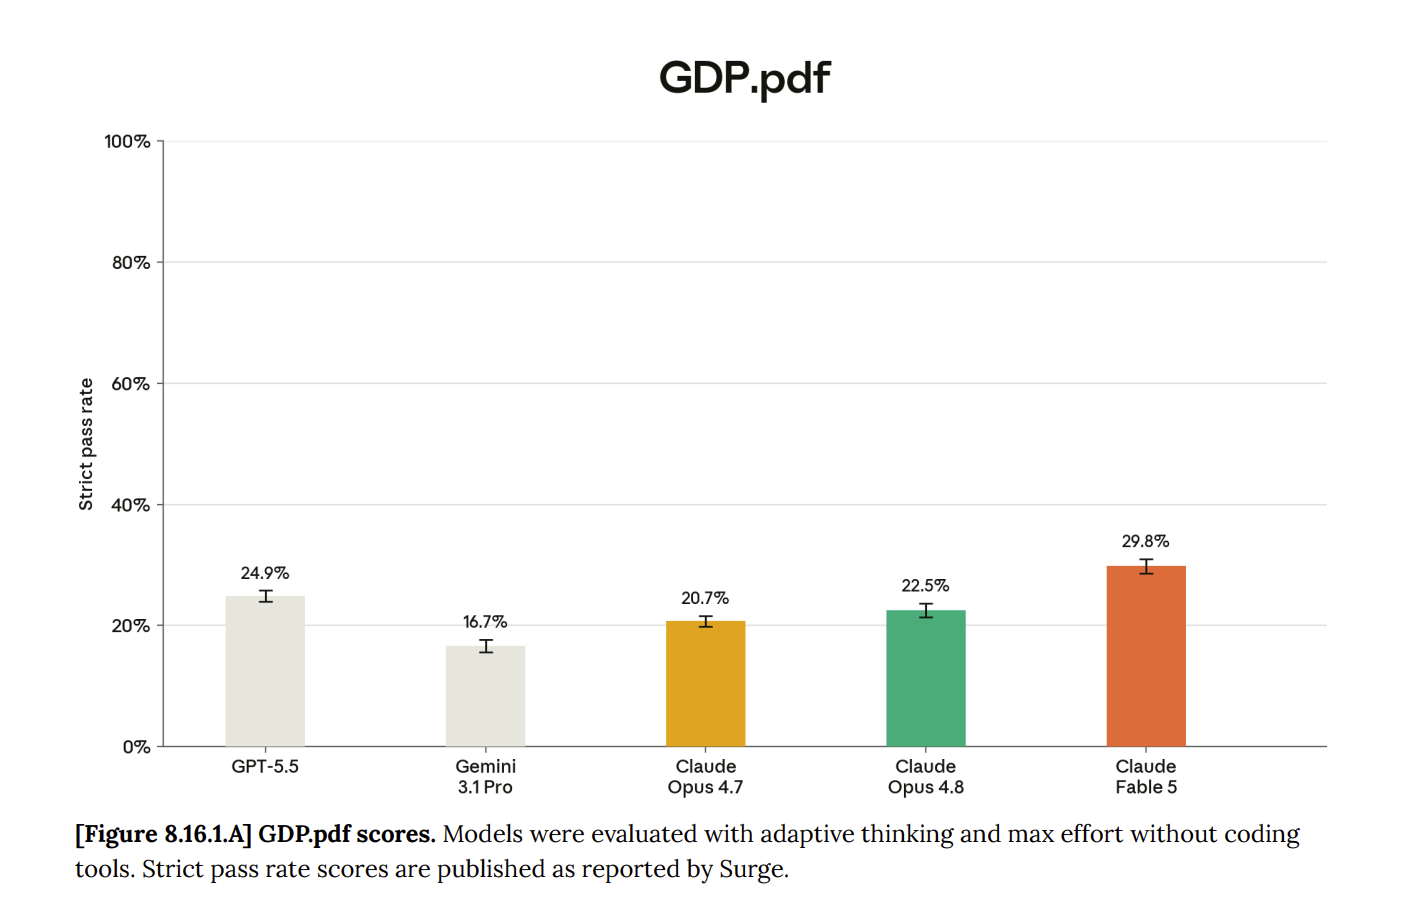 GDP.pdf
100%
80%
60%
40%
20%
0%
Strict pass rate
24.9%
16.7%
20.7%
22.5%
29.8%
GPT-5.5
Gemini
3.1 Pro
Claude
Opus 4.7
Claude
Opus 4.8
Claude
Fable 5
[Figure 8.16.1.A] GDP.pdf scores. Models were evaluated with adaptive thinking and max effort without coding
tools. Strict pass rate scores are published as reported by Surge.